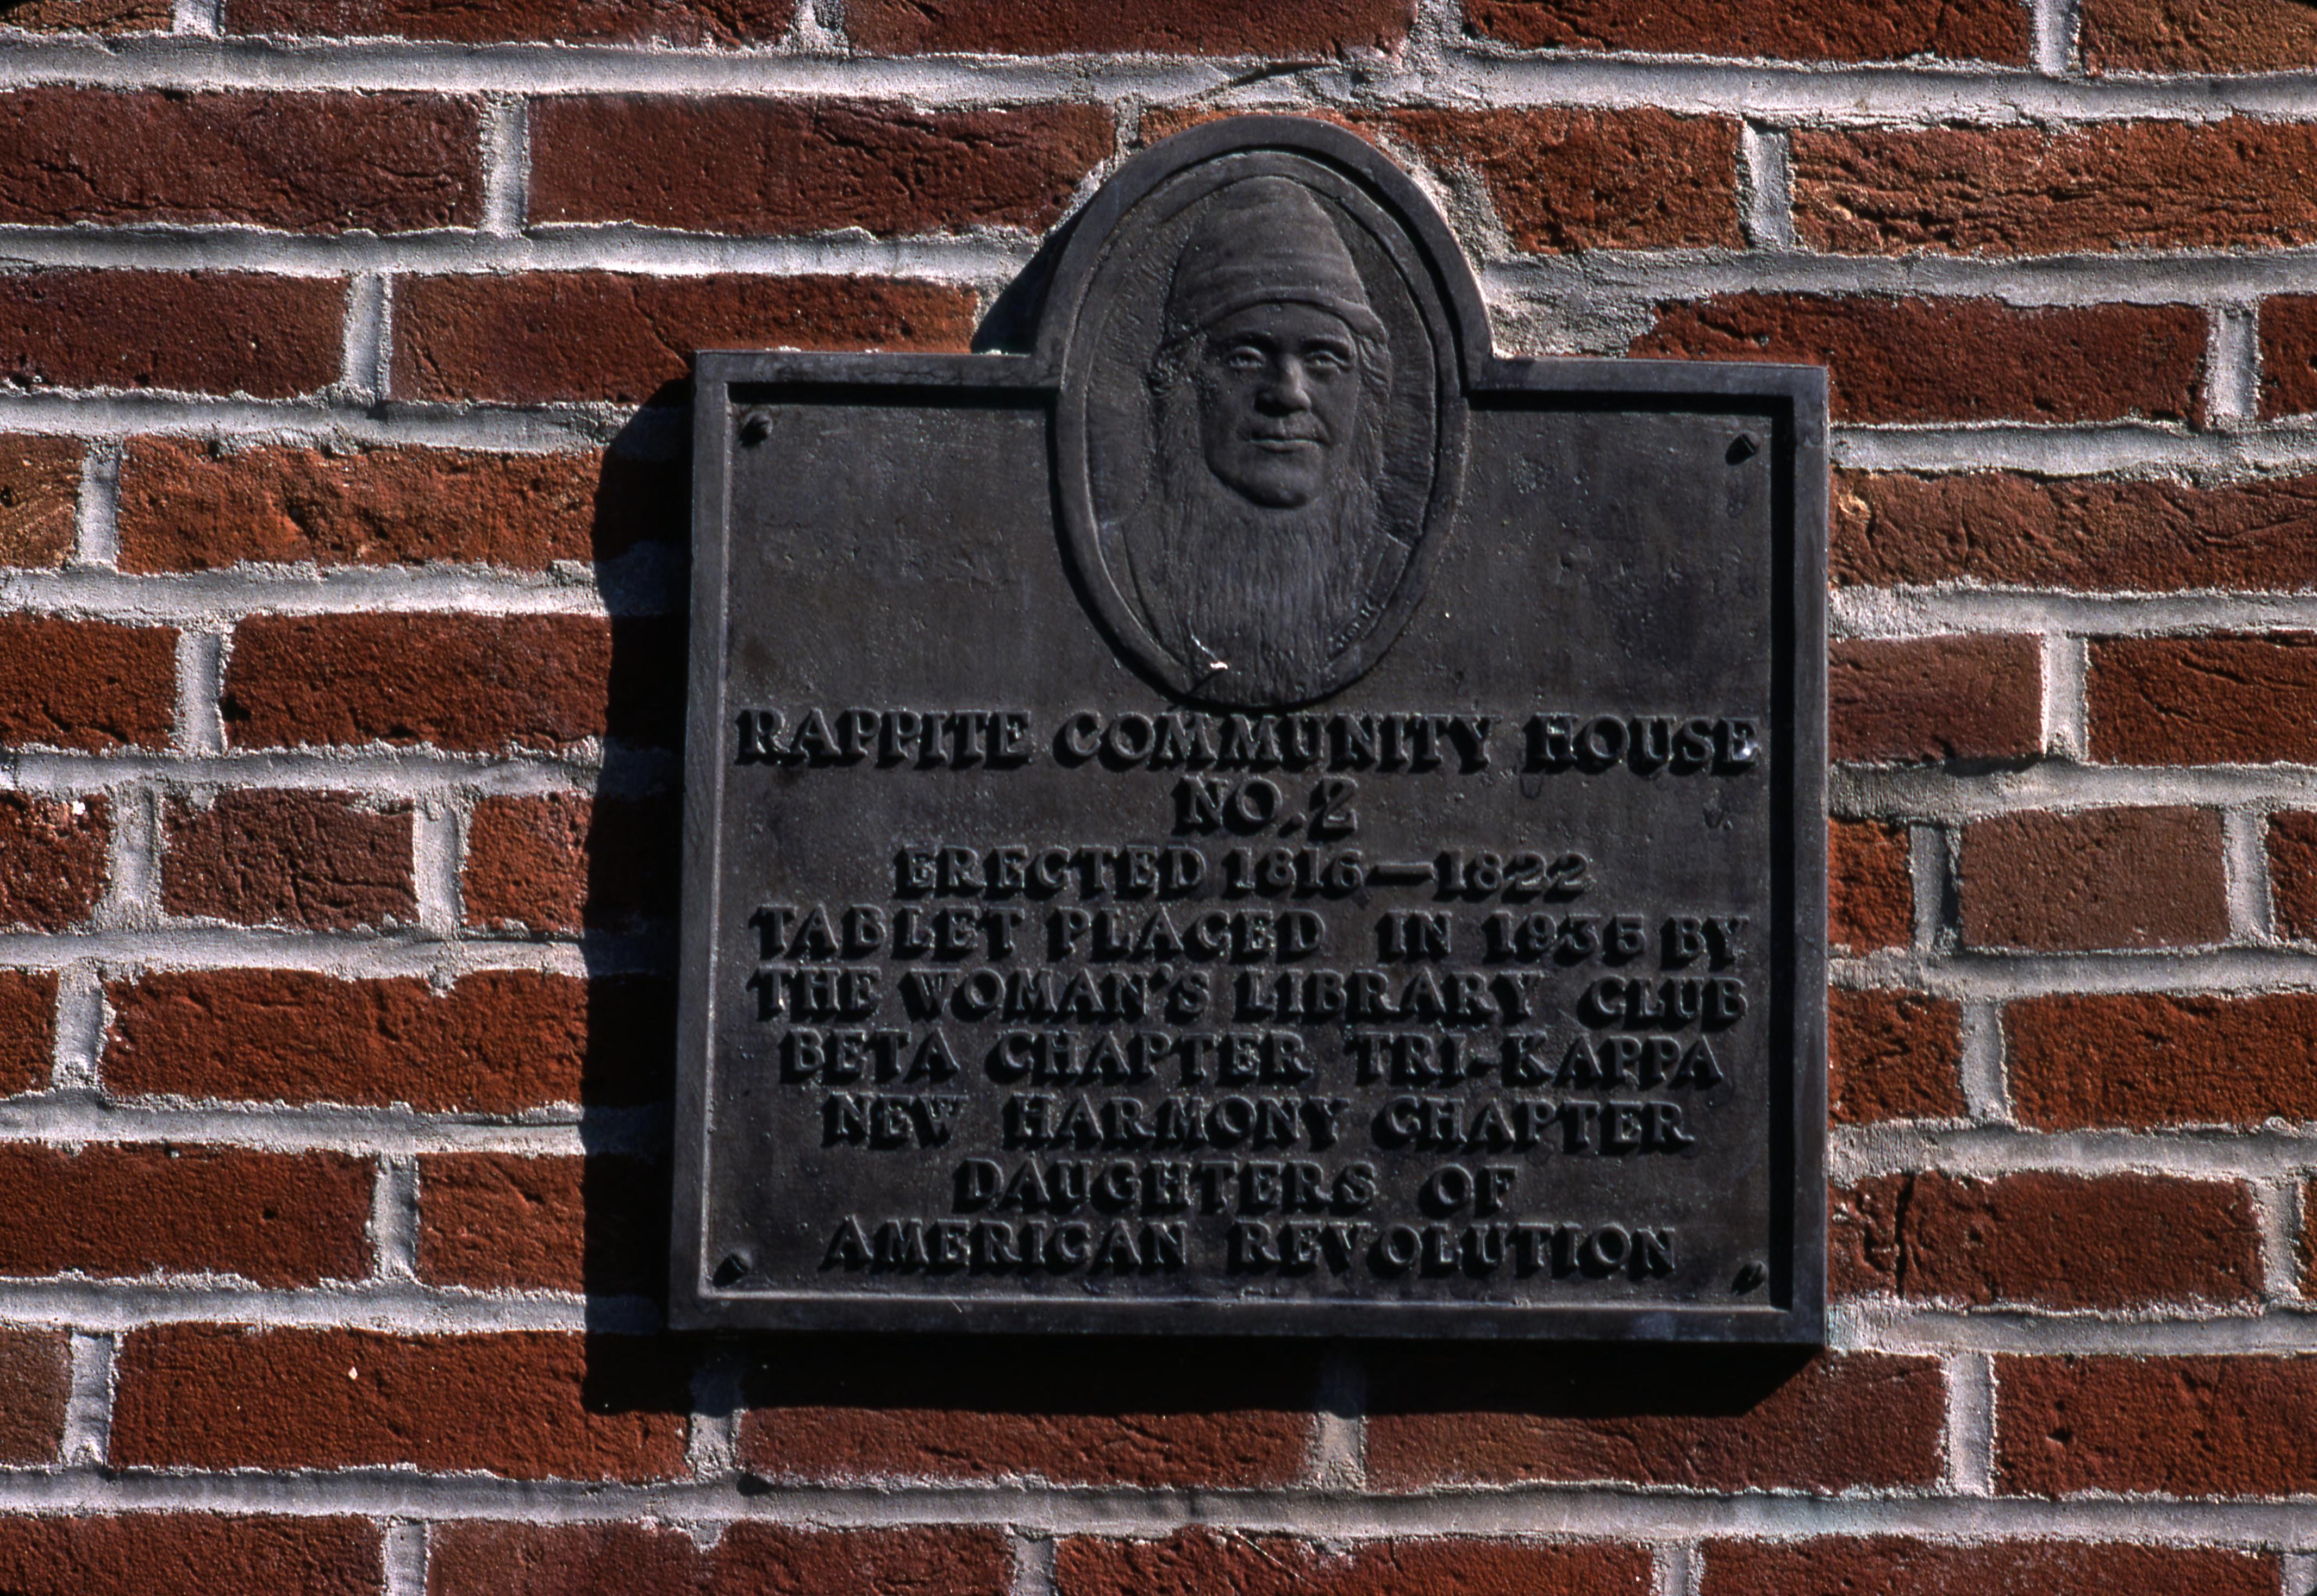 RAPPITE COMMUNITY HOUSE
NO. 2
ERECTED 1816—1822
TABLET PLACED IN 1935 BY
THE WOMAN'S LIBRARY CLUB
BETA CHAPTER TRI-KAPPA
NEW HARMONY CHAPTER
DAUGHTERS OF
AMERICAN REVOLUTION